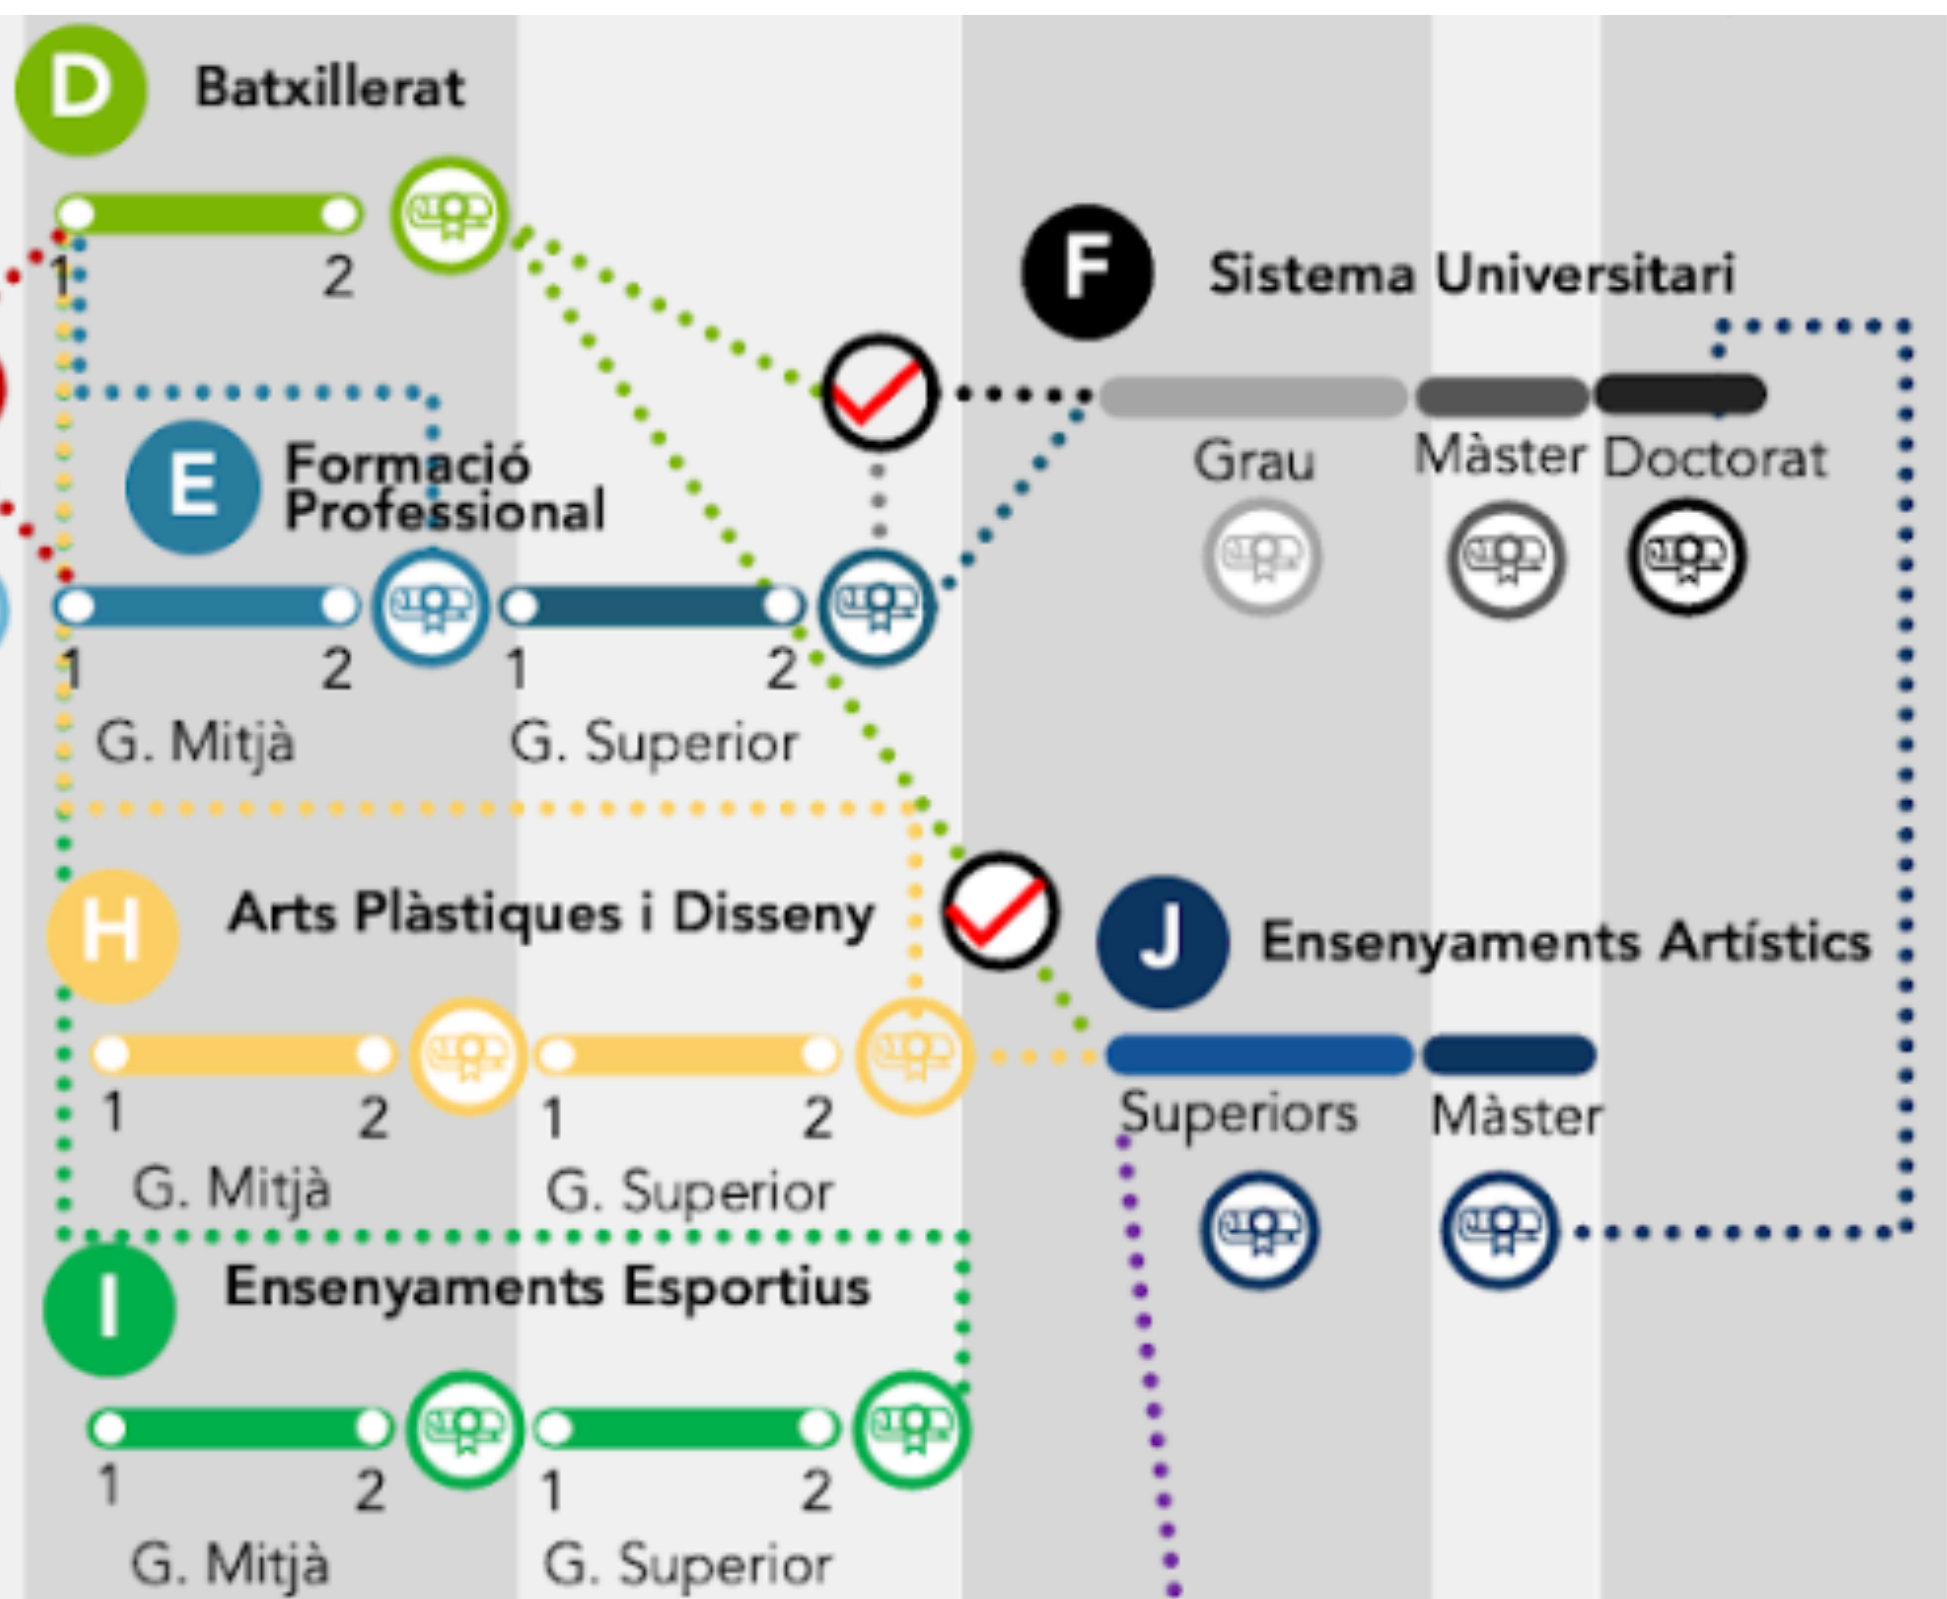 D Batxillerat
1 2
F Sistema Universitari
Grau Màster Doctorat
E Formació
Professional
1 2 1 2
G. Mitjà G. Superior
H Arts Plàstiques i Disseny
1 2 1 2
G. Mitjà G. Superior
J Ensenyaments Artístics
Superiors Màster
I Ensenyaments Esportius
1 2 1 2
G. Mitjà G. Superior